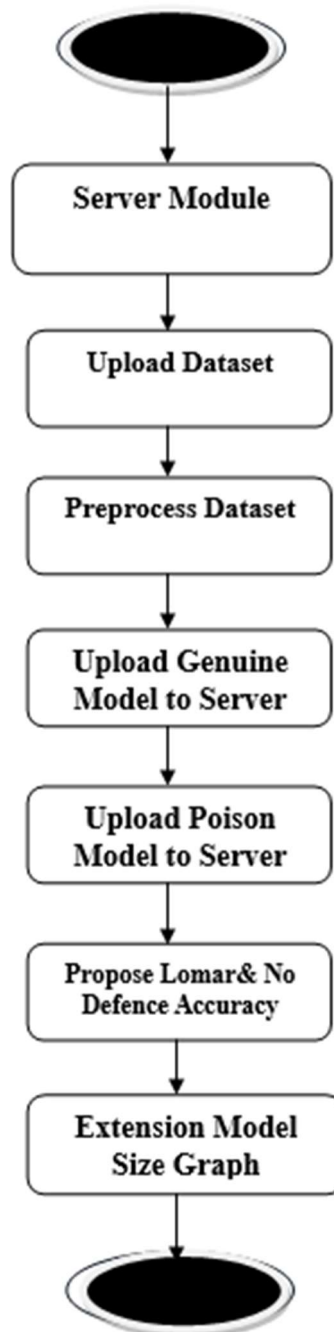 Server Module
Upload Dataset
Preprocess Dataset
Upload Genuine
Model to Server
Upload Poison
Model to Server
Propose Lomar& No
Defence Accuracy
Extension Model
Size Graph